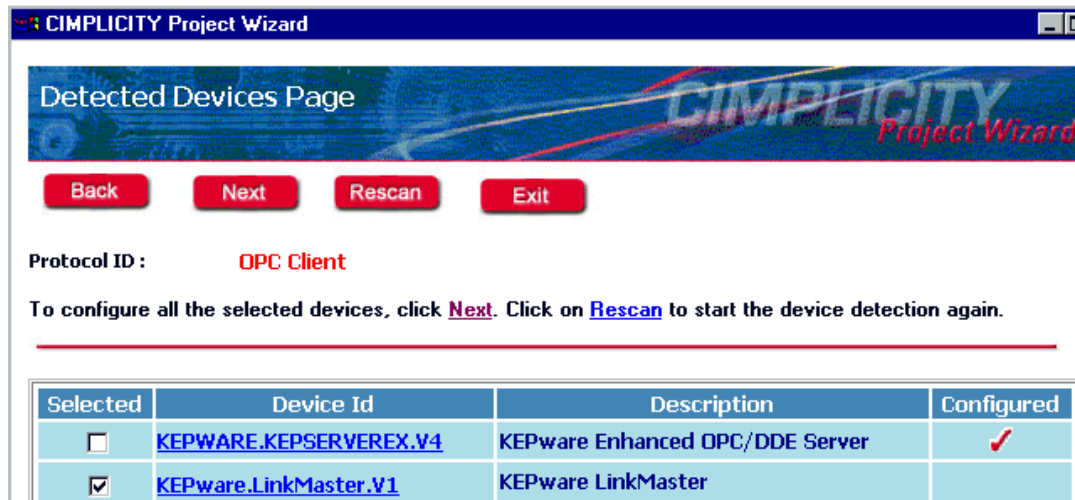 CIMPLICITY Project Wizard
Detected Devices Page
CIMPLICITY
Project Wizard
Back Next Rescan Exit
Protocol ID : OPC Client
To configure all the selected devices, click Next. Click on Rescan to start the device detection again.
Selected Device Id Description Configured
KEPWARE.KEPSERVEREX.V4 KEPware Enhanced OPC/DDE Server
KEPware.LinkMaster.V1 KEPware LinkMaster